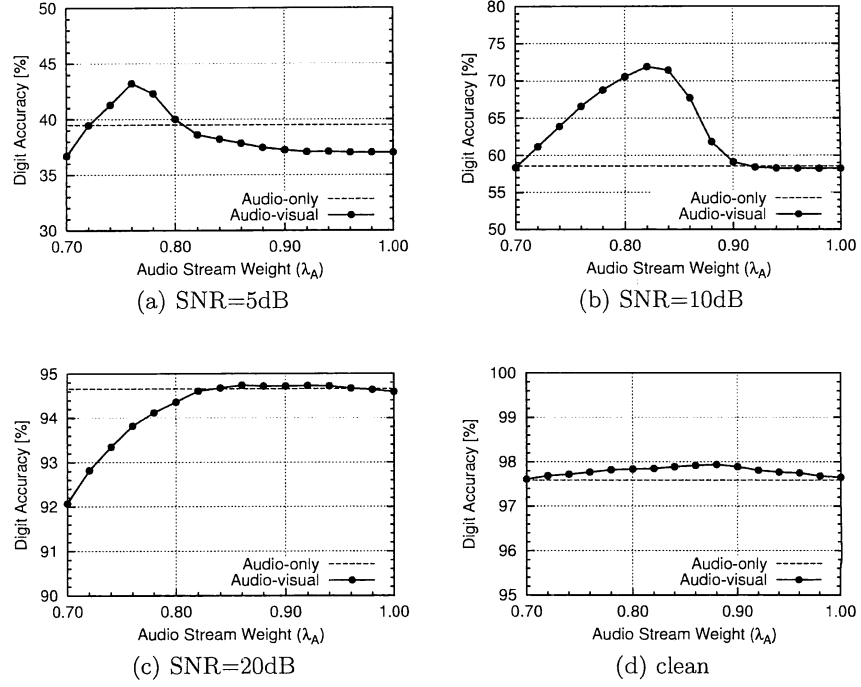 50
45
40
35
30
Digit Accuracy [%]
Audio-only
Audio-visual
0.70 0.80 0.90 1.00
Audio Stream Weight (λA)
(a) SNR=5dB
80
75
70
65
60
55
50
Digit Accuracy [%]
Audio-only
Audio-visual
0.70 0.80 0.90 1.00
Audio Stream Weight (λA)
(b) SNR=10dB
95
94
93
92
91
90
Digit Accuracy [%]
Audio-only
Audio-visual
0.70 0.80 0.90 1.00
Audio Stream Weight (λA)
(c) SNR=20dB
100
99
98
97
96
95
Digit Accuracy [%]
Audio-only
Audio-visual
0.70 0.80 0.90 1.00
Audio Stream Weight (λA)
(d) clean